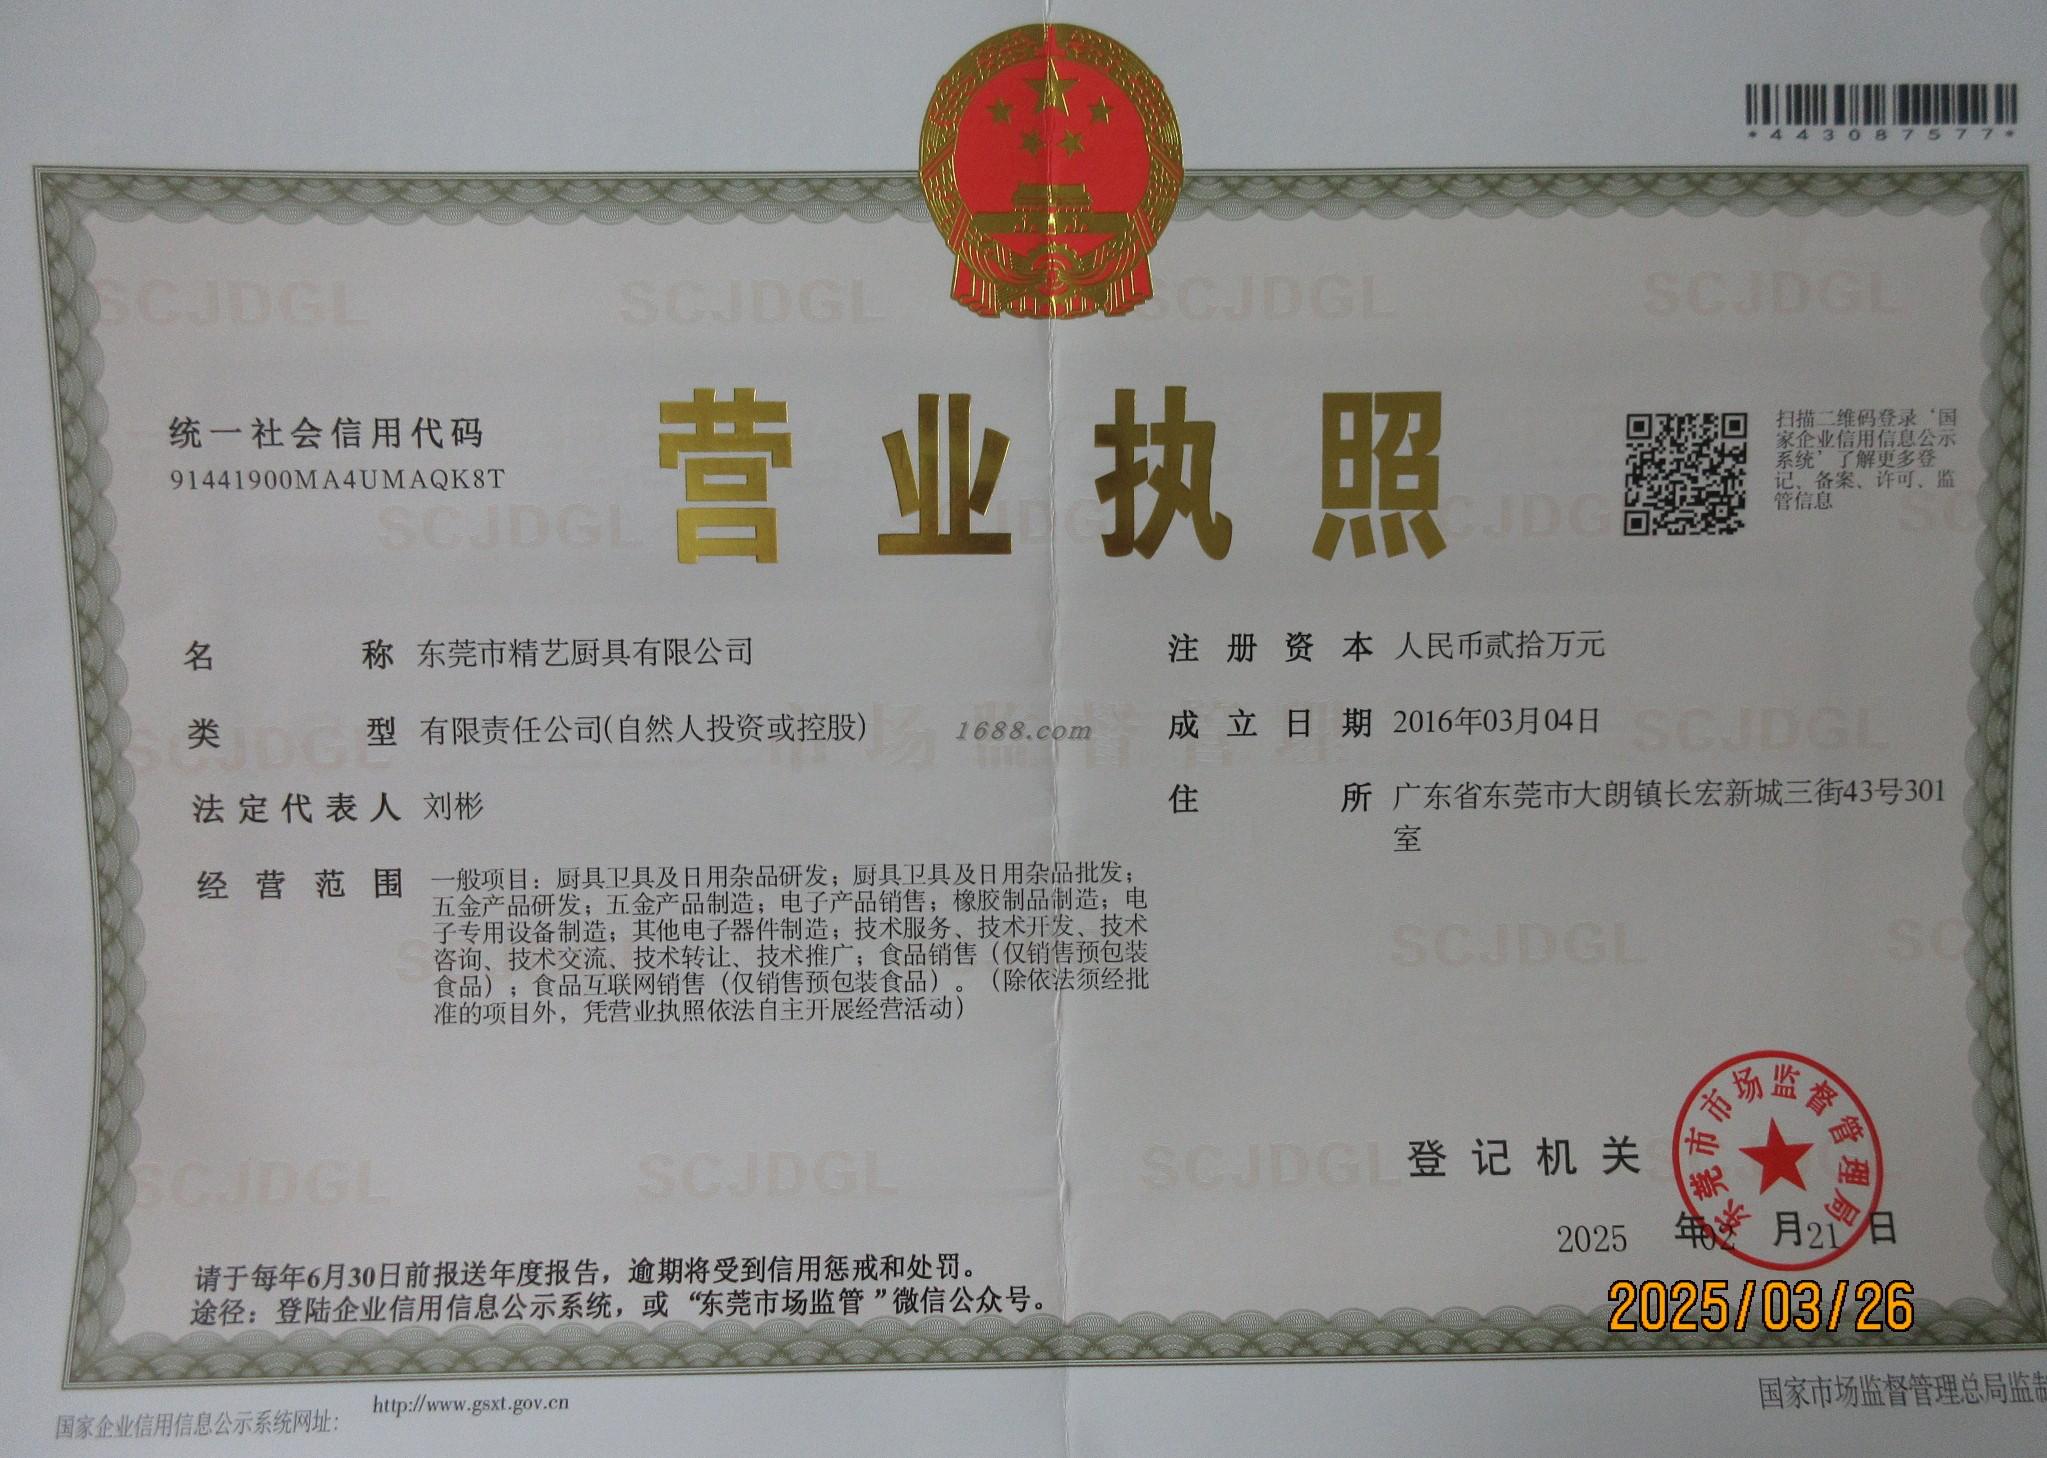 *443087577*
统一社会信用代码
91441900MA4UMAQK8T
营业执照
扫描二维码登录‘国
家企业信用信息公示
系统’了解更多登
记、备案、许可、监
管信息
名称 东莞市精艺厨具有限公司
类型 有限责任公司(自然人投资或控股)
法定代表人 刘彬
经营范围 一般项目：厨具卫具及日用杂品研发；厨具卫具及日用杂品批发；
五金产品研发；五金产品制造；电子产品销售；橡胶制品制造；电
子专用设备制造；其他电子器件制造；技术服务、技术开发、技术
咨询、技术交流、技术转让、技术推广；食品销售（仅销售预包装
食品）；食品互联网销售（仅销售预包装食品）。（除依法须经批
准的项目外，凭营业执照依法自主开展经营活动）
注册资本 人民币贰拾万元
成立日期 2016年03月04日
住所 广东省东莞市大朗镇长宏新城三街43号301
室
1688.com
市场监督管理
SCJDGL SCJDGL SCJDGL SCJDGL
登记机关
东莞市市场监督管理局
2025 年02 月21 日
2025/03/26
请于每年6月30日前报送年度报告，逾期将受到信用惩戒和处罚。
途径：登陆企业信用信息公示系统，或“东莞市场监管”微信公众号。
国家企业信用信息公示系统网址： http://www.gsxt.gov.cn
国家市场监督管理总局监制